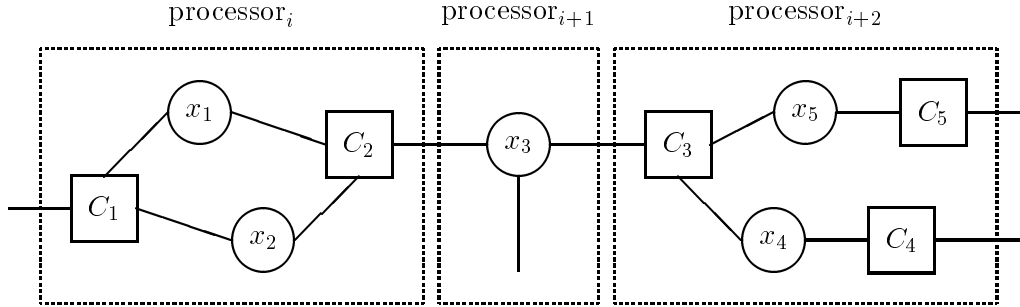 processor_i processor_{i+1} processor_{i+2}
x_1 x_5 C_5
C_2 x_3 C_3
C_1
x_2 x_4 C_4